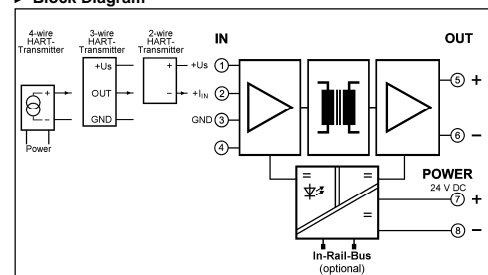 ► Block Diagram
4-wire
HART-
Transmitter
3-wire
HART-
Transmitter
2-wire
HART-
Transmitter
IN
OUT
+Us
OUT
GND
Power
+Us 1
+IIN 2
GND 3
4
5 +
6 −
POWER
24 V DC
7 +
8 −
In-Rail-Bus
(optional)